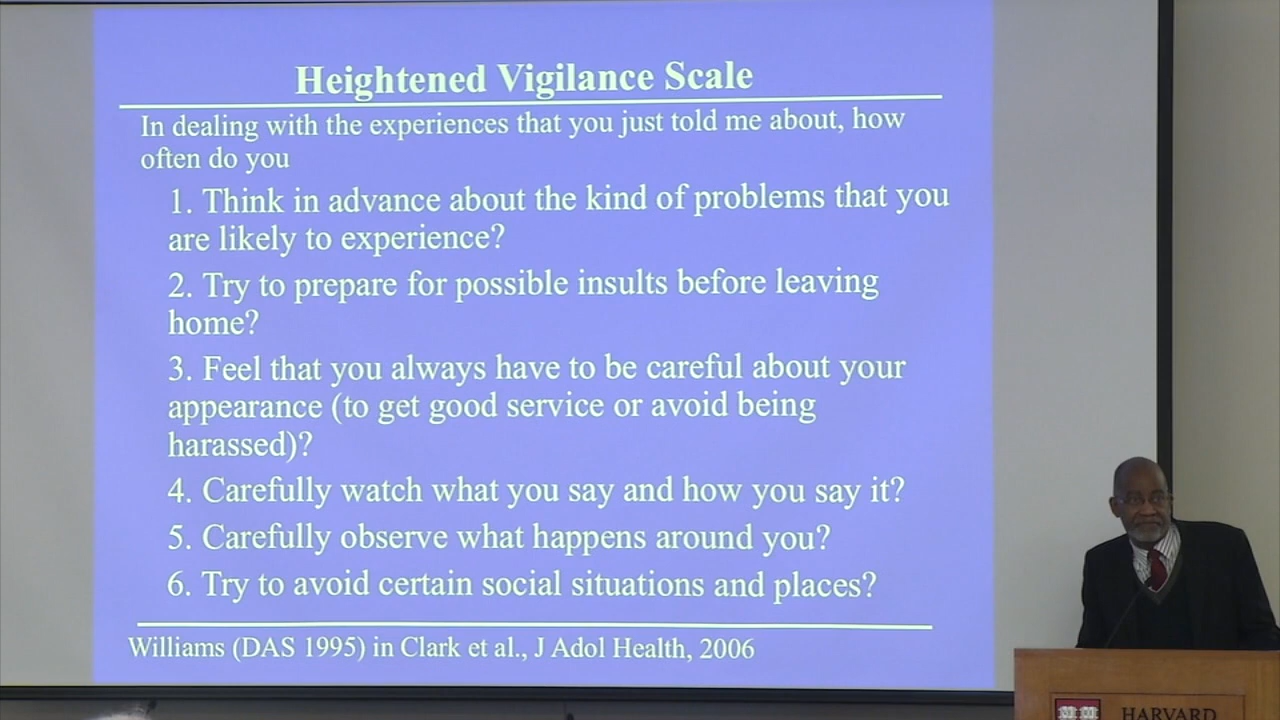 Heightened Vigilance Scale
In dealing with the experiences that you just told me about, how
often do you
1. Think in advance about the kind of problems that you
are likely to experience?
2. Try to prepare for possible insults before leaving
home?
3. Feel that you always have to be careful about your
appearance (to get good service or avoid being
harassed)?
4. Carefully watch what you say and how you say it?
5. Carefully observe what happens around you?
6. Try to avoid certain social situations and places?
Williams (DAS 1995) in Clark et al., J Adol Health, 2006
HARVARD